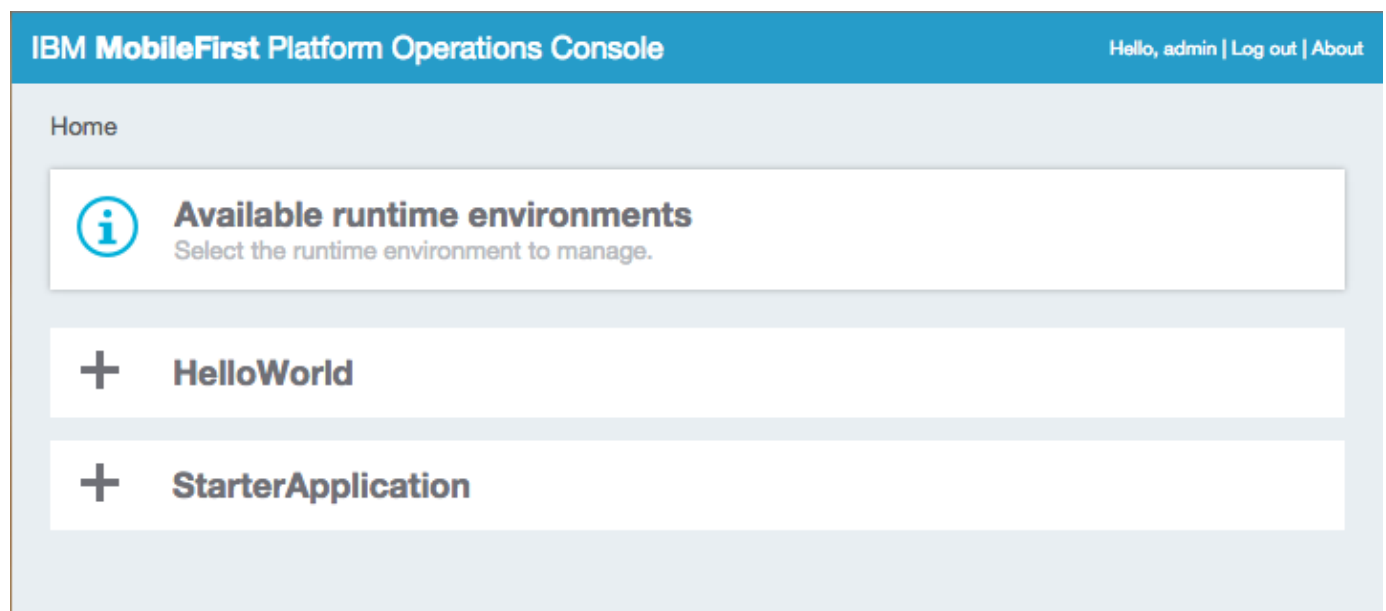 IBM MobileFirst Platform Operations Console
Hello, admin | Log out | About
Home
Available runtime environments
Select the runtime environment to manage.
HelloWorld
StarterApplication